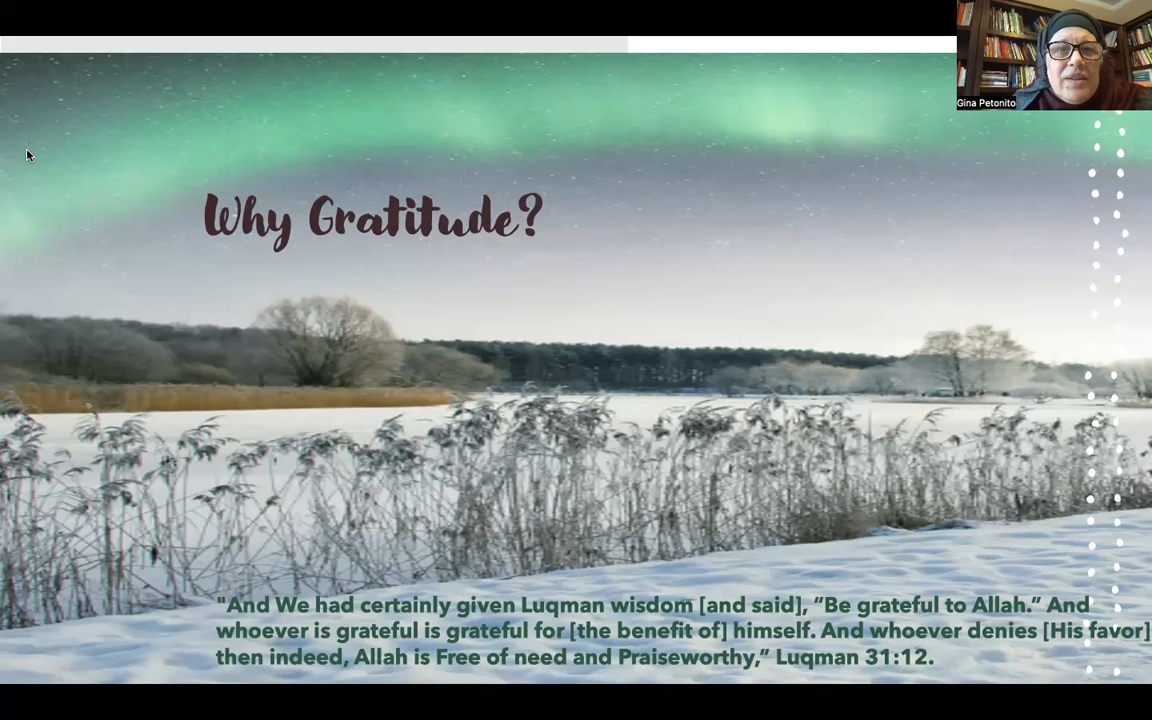 Gina Petonito
Why Gratitude?
"And We had certainly given Luqman wisdom [and said], ”Be grateful to Allah.” And
whoever is grateful is grateful for [the benefit of] himself. And whoever denies [His favor]
then indeed, Allah is Free of need and Praiseworthy,” Luqman 31:12.